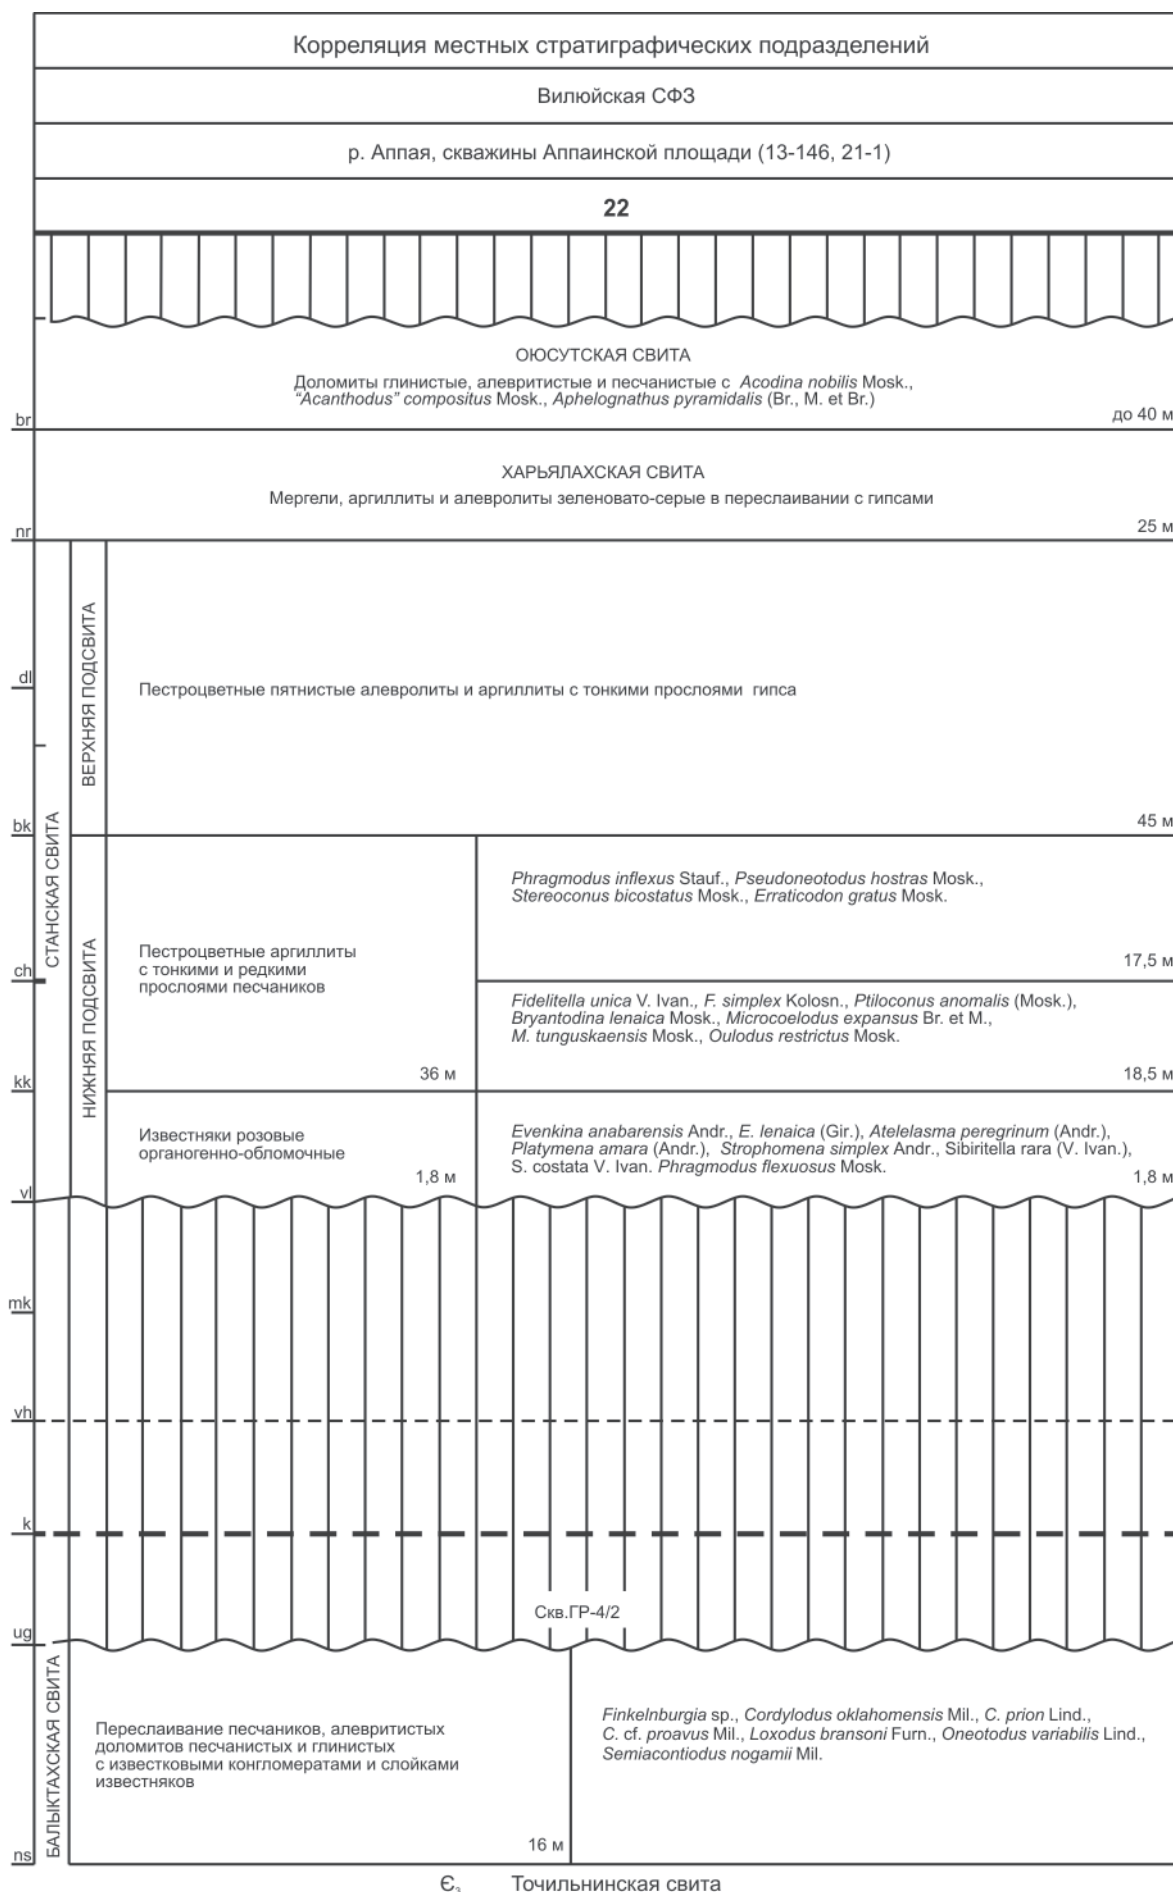 Корреляция местных стратиграфических подразделений
Вилюйская СФЗ
р. Аппая, скважины Аппаинской площади (13-146, 21-1)
22
ОЮСУТСКАЯ СВИТА
Доломиты глинистые, алевритистые и песчанистые с Acodina nobilis Mosk.,
"Acanthodus" compositus Mosk., Aphelognathus pyramidalis (Br., M. et Br.)
до 40 м
br
ХАРЬЯЛАХСКАЯ СВИТА
Мергели, аргиллиты и алевролиты зеленовато-серые в переслаивании с гипсами
25 м
nr
СТАНСКАЯ СВИТА
ВЕРХНЯЯ ПОДСВИТА
dl
Пестроцветные пятнистые алевролиты и аргиллиты с тонкими прослоями гипса
45 м
bk
НИЖНЯЯ ПОДСВИТА
Пестроцветные аргиллиты
с тонкими и редкими
прослоями песчаников
36 м
Phragmodus inflexus Stauf., Pseudoneotodus hostras Mosk.,
Stereoconus bicostatus Mosk., Erraticodon gratus Mosk.
17,5 м
ch
Fidelitella unica V. Ivan., F. simplex Kolosn., Ptiloconus anomalis (Mosk.),
Bryantodina lenaica Mosk., Microcoelodus expansus Br. et M.,
M. tunguskaensis Mosk., Oulodus restrictus Mosk.
18,5 м
kk
Известняки розовые
органогенно-обломочные
1,8 м
Evenkina anabarensis Andr., E. lenaica (Gir.), Atelelasma peregrinum (Andr.),
Platymena amara (Andr.), Strophomena simplex Andr., Sibiritella rara (V. Ivan.),
S. costata V. Ivan. Phragmodus flexuosus Mosk.
1,8 м
vl
mk
vh
k
Скв.ГР-4/2
ug
БАЛЫКТАХСКАЯ СВИТА
Переслаивание песчаников, алевритистых
доломитов песчанистых и глинистых
с известковыми конгломератами и слойками
известняков
16 м
Finkelnburgia sp., Cordylodus oklahomensis Mil., C. prion Lind.,
C. cf. proavus Mil., Loxodus bransoni Furn., Oneotodus variabilis Lind.,
Semiacontiodus nogamii Mil.
ns
Є₃ Точильнинская свита